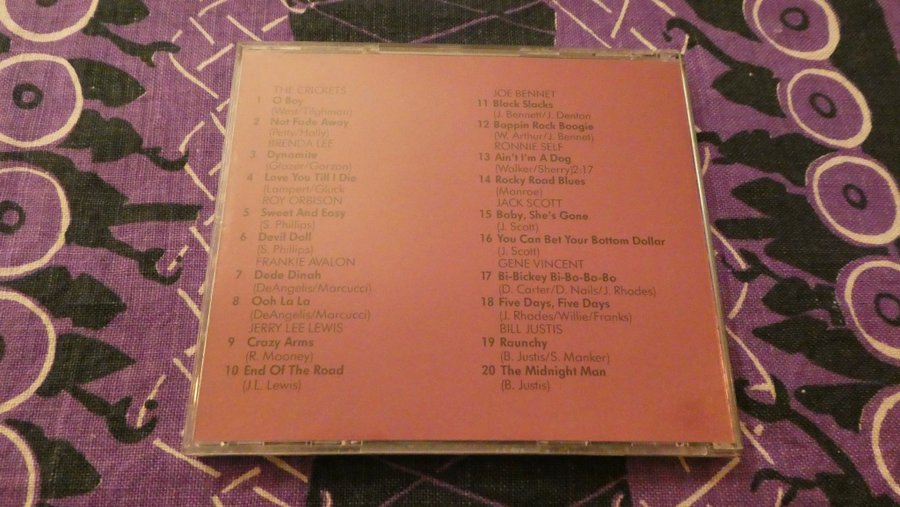 THE CRICKETS
1 O Boy
(West/Tilghman)
2 Not Fade Away
(Petty/Holly)
BRENDA LEE
3 Dynamite
(Glazer/Garson)
4 Love You Till I Die
(Lampert/Gluck
ROY ORBISON
5 Sweet And Easy
(S. Phillips)
6 Devil Doll
(S. Phillips)
FRANKIE AVALON
7 Dede Dinah
(DeAngelis/Marcucci)
8 Ooh La La
(DeAngelis/Marcucci)
JERRY LEE LEWIS
9 Crazy Arms
(R. Mooney)
10 End Of The Road
(J.L. Lewis)
JOE BENNET
11 Black Slacks
(J. Bennett/J. Denton
12 Boppin Rock Boogie
(W. Arthur/J. Bennet)
RONNIE SELF
13 Ain't I'm A Dog
(Walker/Sherry)2:17
14 Rocky Road Blues
(Monroe)
JACK SCOTT
15 Baby, She's Gone
(J. Scott)
16 You Can Bet Your Bottom Dollar
(J. Scott)
GENE VINCENT
17 Bi-Bickey Bi-Bo-Bo-Bo
(D. Carter/D. Nails/J. Rhodes)
18 Five Days, Five Days
(J. Rhodes/Willie/Franks)
BILL JUSTIS
19 Raunchy
(B. Justis/S. Manker)
20 The Midnight Man
(B. Justis)